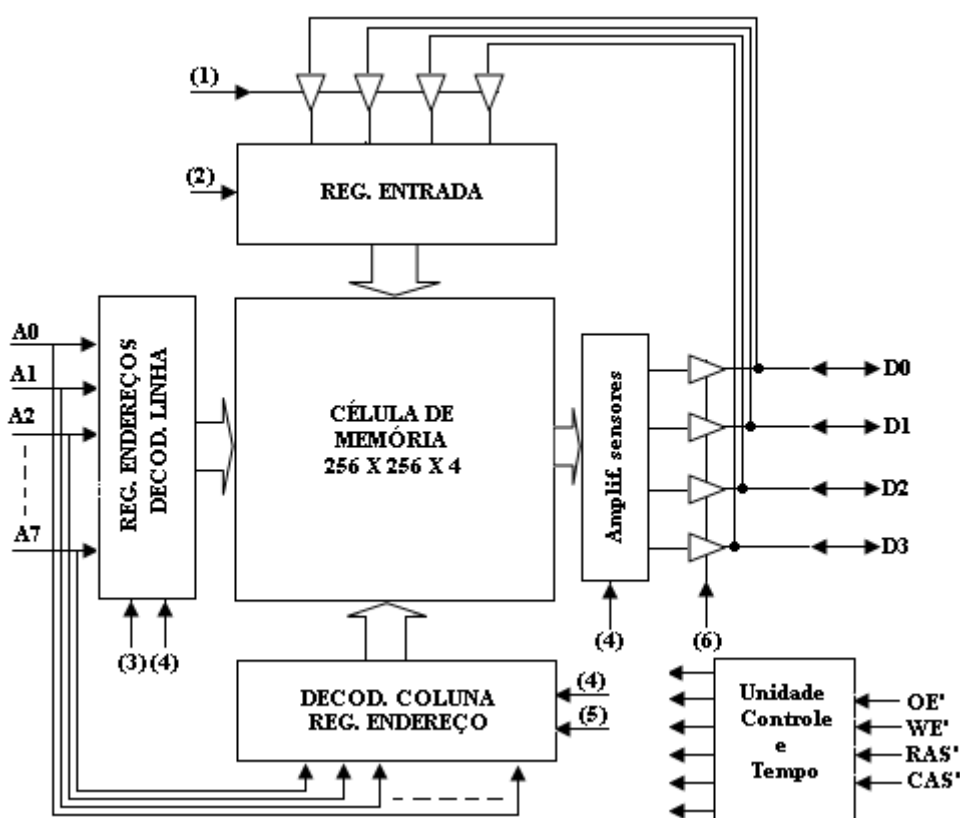 (1)
(2)
REG. ENTRADA
A0
A1
A2
A7
REG. ENDEREÇOS
DECOD. LINHA
(3) (4)
CÉLULA DE
MEMÓRIA
256 X 256 X 4
Amplif. sensores
(4)
(6)
D0
D1
D2
D3
DECOD. COLUNA
REG. ENDEREÇO
(4)
(5)
Unidade
Controle
e
Tempo
OE'
WE'
RAS'
CAS'